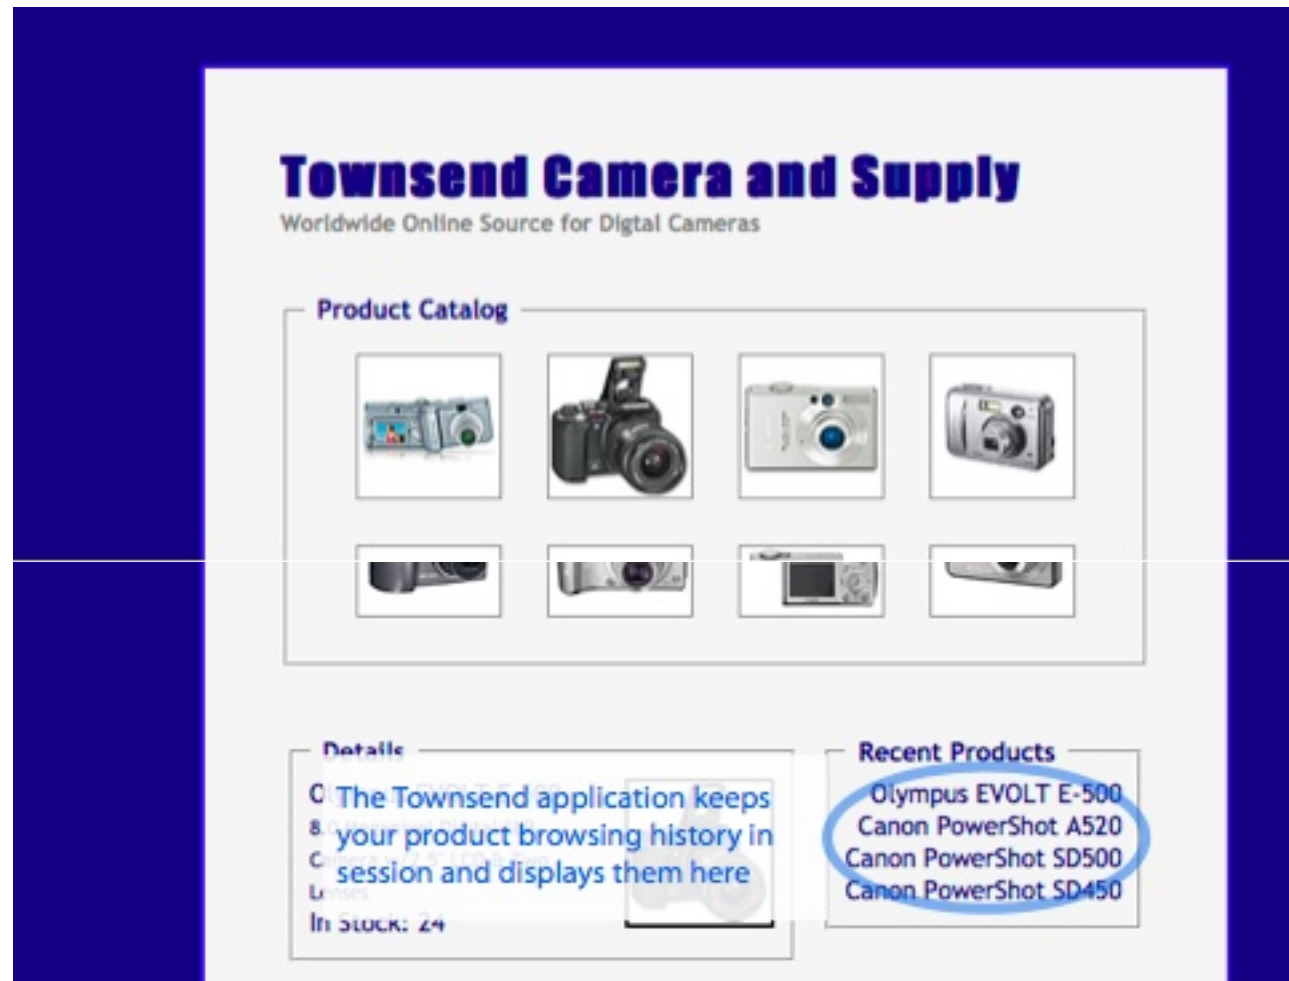 Townsend Camera and Supply
Worldwide Online Source for Digtal Cameras
Product Catalog
Details
The Townsend application keeps
your product browsing history in
session and displays them here
Lenses
In Stock: 24
Recent Products
Olympus EVOLT E-500
Canon PowerShot A520
Canon PowerShot SD500
Canon PowerShot SD450